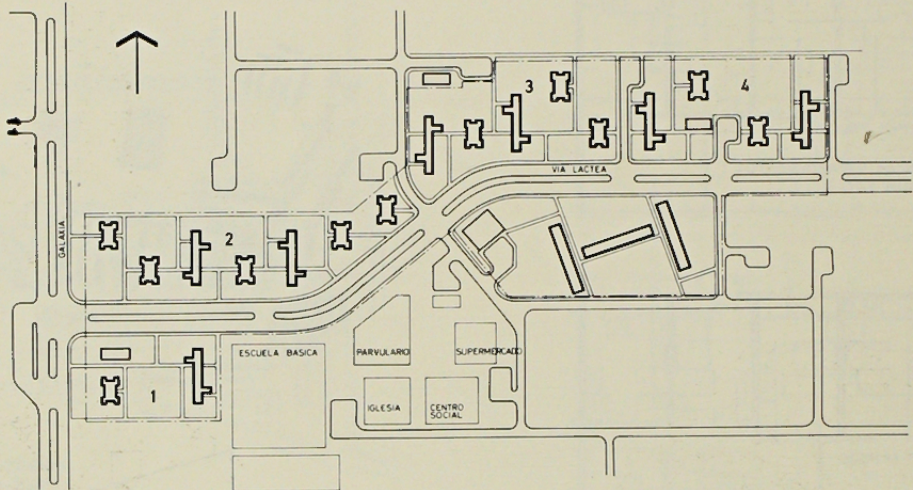 3
4
VIA LACTEA
GALAXIA
2
ESCUELA BASICA
PARVULARIO
SUPERMERCADO
1
IGLESIA
CENTRO
SOCIAL